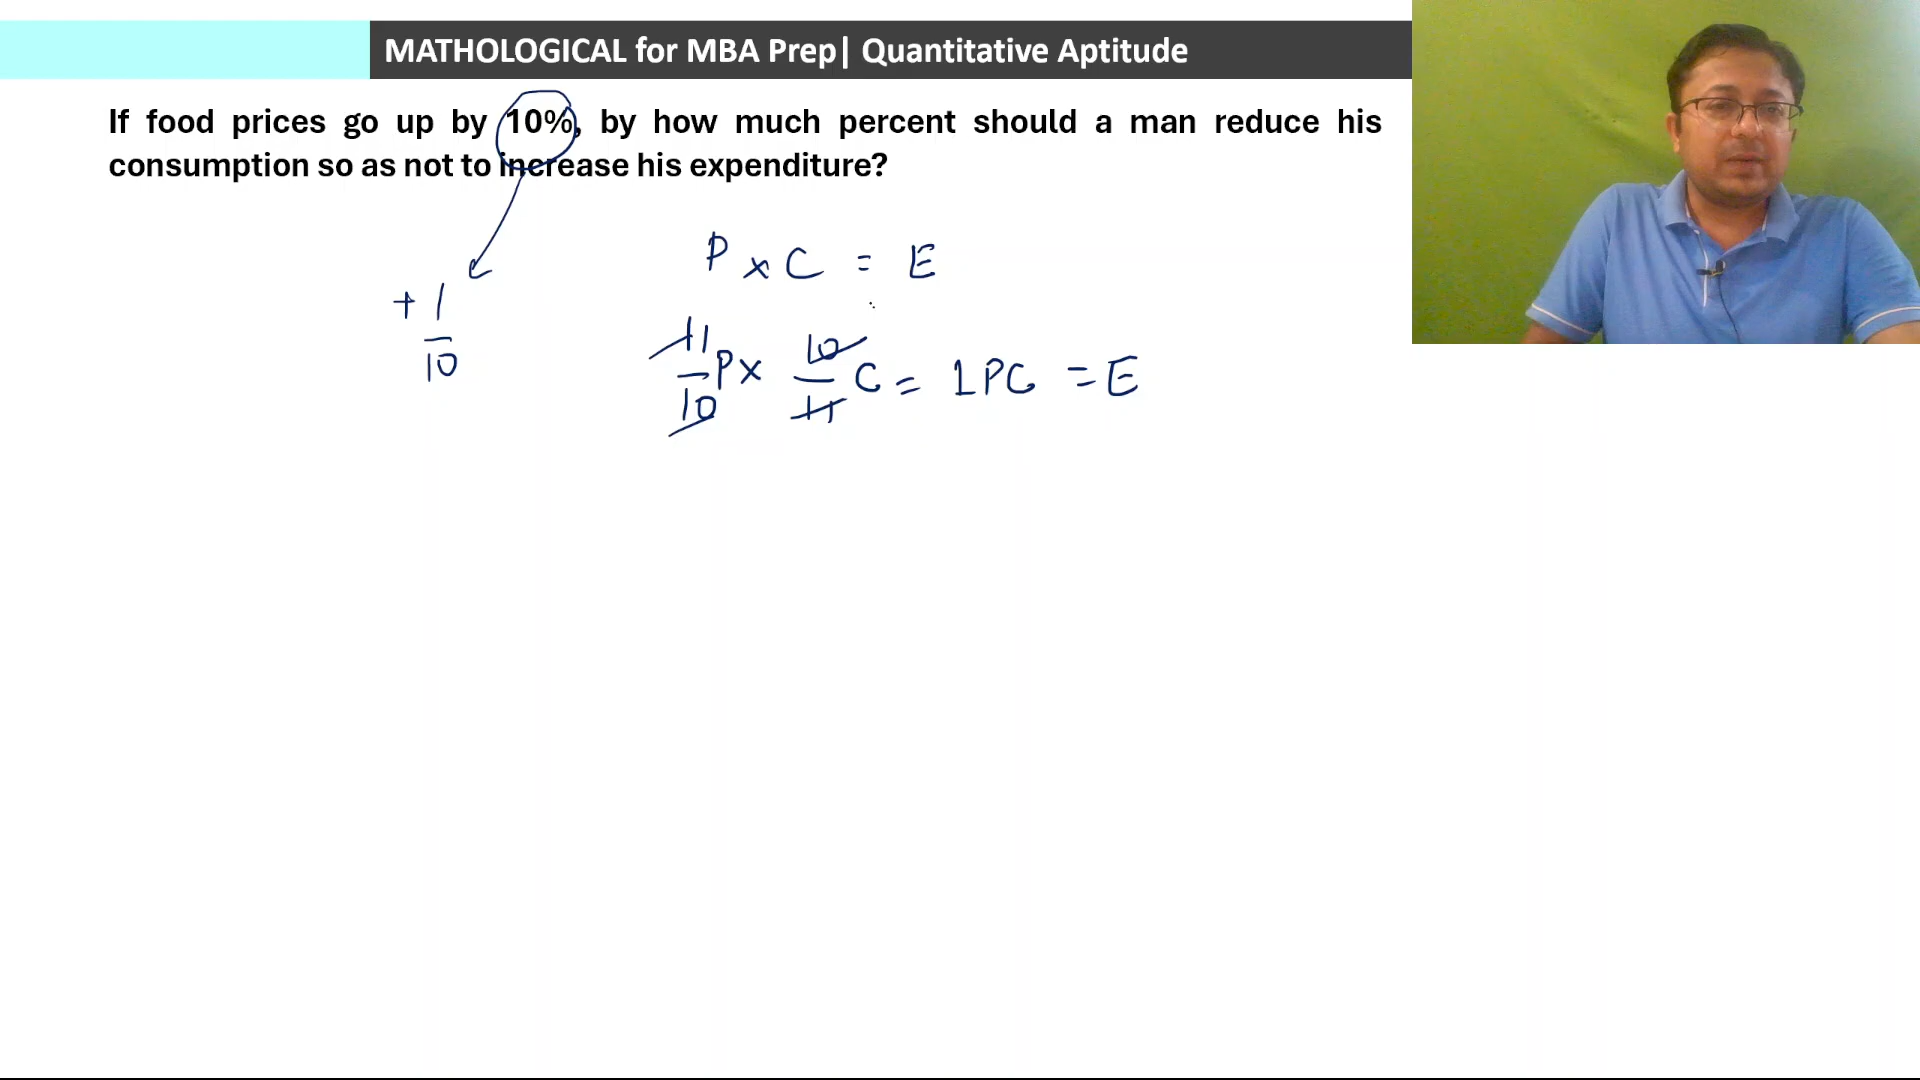 MATHOLOGICAL for MBA Prep| Quantitative Aptitude
If food prices go up by 10%, by how much percent should a man reduce his
consumption so as not to increase his expenditure?
P × C = E
+ 1/10
11/10 P × 10/11 C = 1PC = E